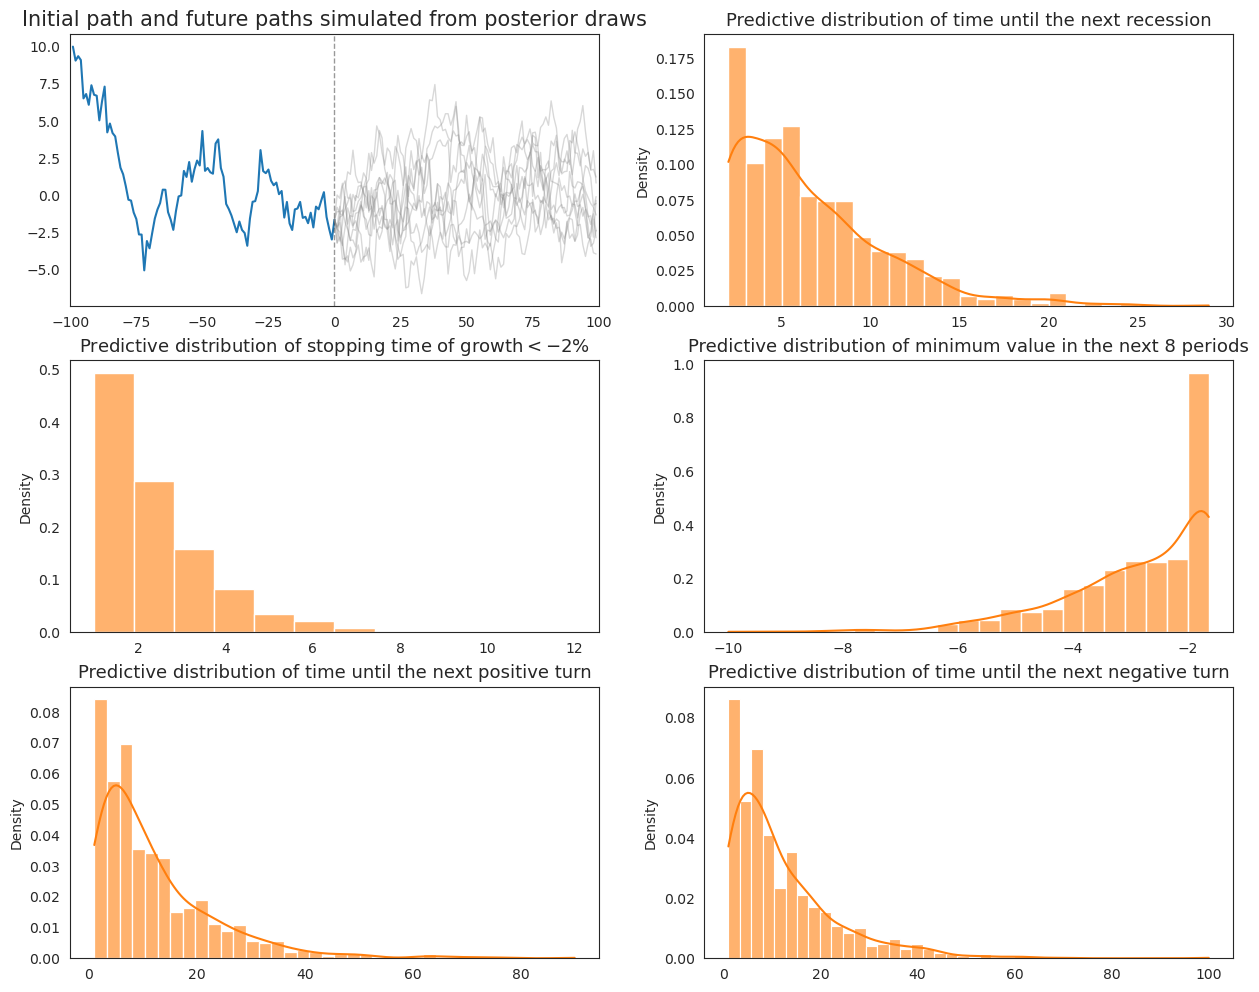 Initial path and future paths simulated from posterior draws
10.0
7.5
5.0
2.5
0.0
−2.5
−5.0
−100 −75 −50 −25 0 25 50 75 100
Predictive distribution of time until the next recession
Density
0.175
0.150
0.125
0.100
0.075
0.050
0.025
0.000
5 10 15 20 25 30
Predictive distribution of stopping time of growth < −2%
Density
0.5
0.4
0.3
0.2
0.1
0.0
2 4 6 8 10 12
Predictive distribution of minimum value in the next 8 periods
Density
1.0
0.8
0.6
0.4
0.2
0.0
−10 −8 −6 −4 −2
Predictive distribution of time until the next positive turn
Density
0.08
0.07
0.06
0.05
0.04
0.03
0.02
0.01
0.00
0 20 40 60 80
Predictive distribution of time until the next negative turn
Density
0.08
0.06
0.04
0.02
0.00
0 20 40 60 80 100